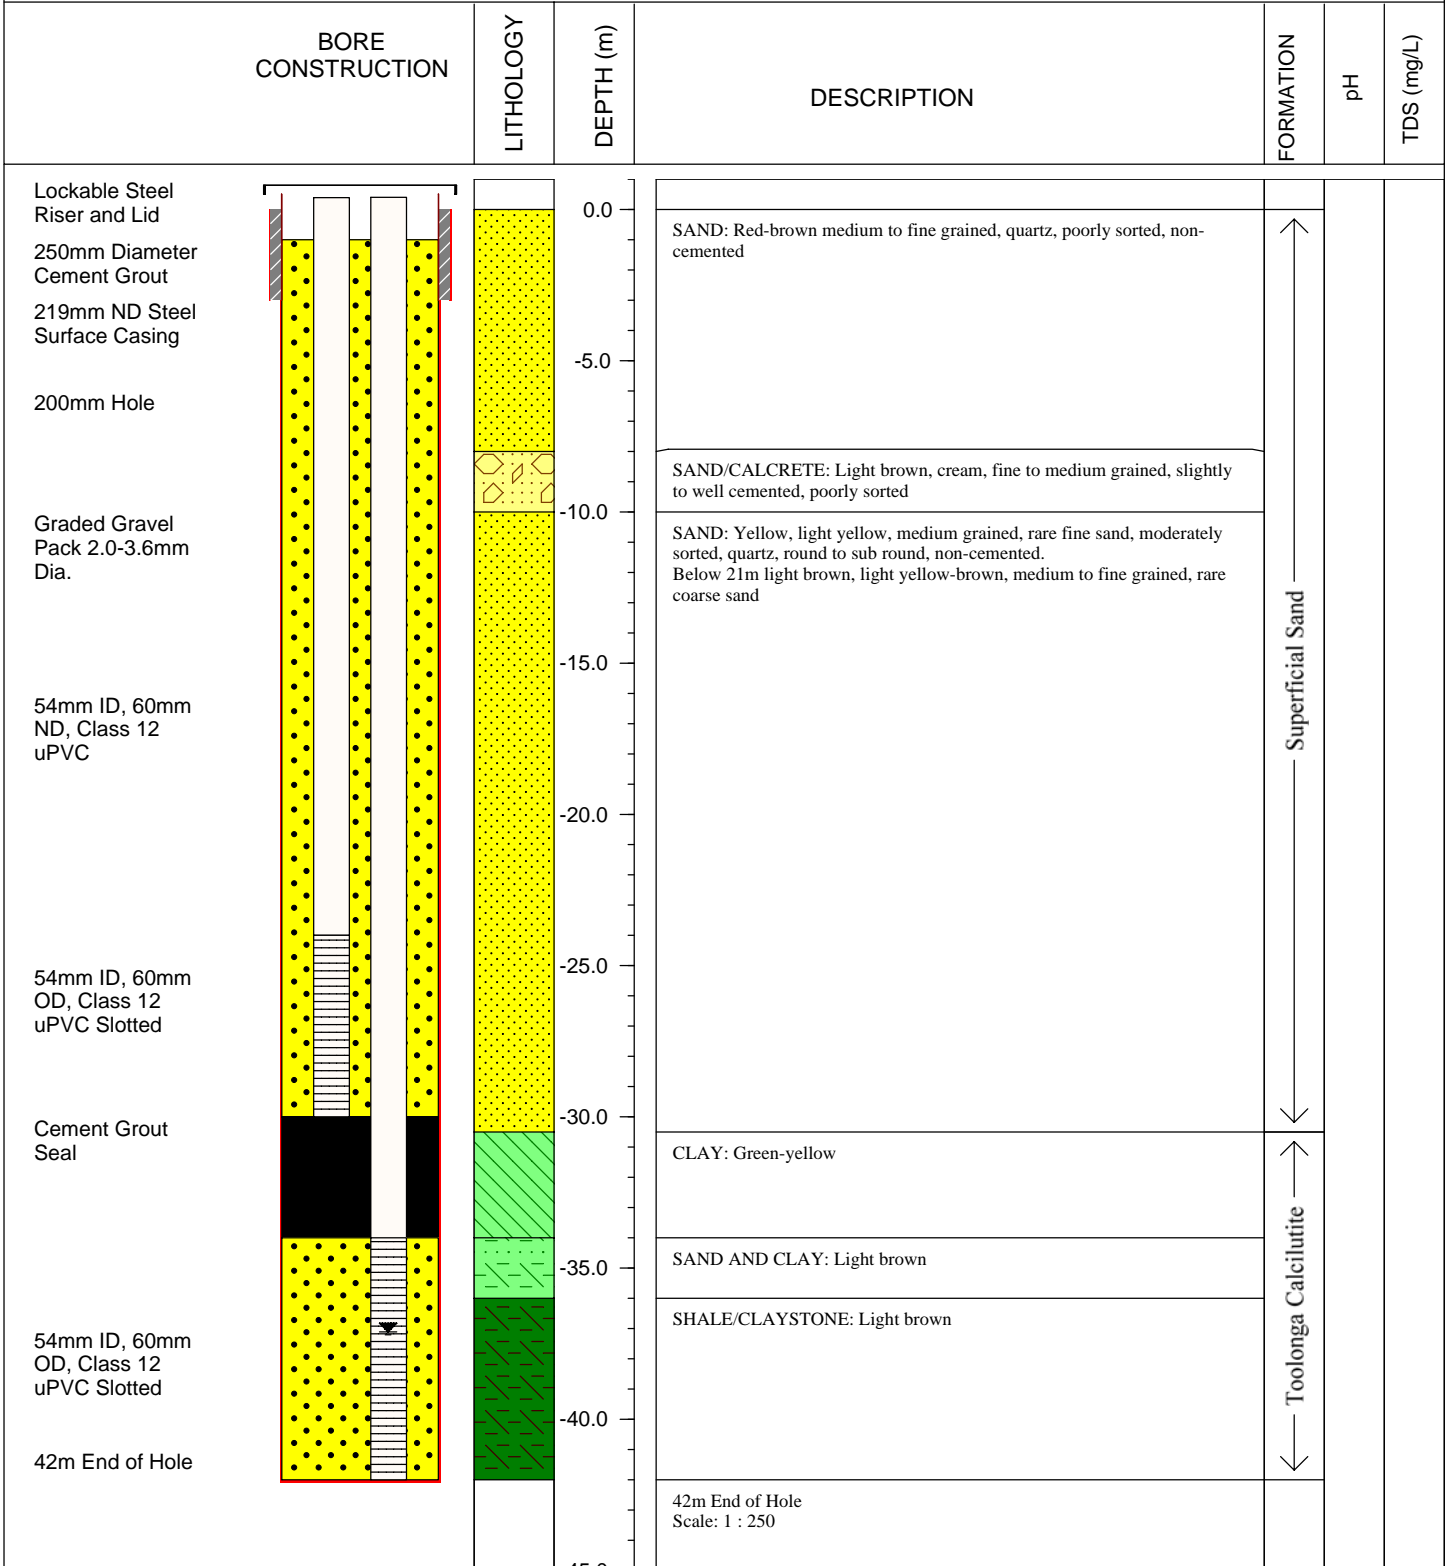 BORE
CONSTRUCTION
LITHOLOGY
DEPTH (m)
DESCRIPTION
FORMATION
pH
TDS (mg/L)
Lockable Steel
Riser and Lid
250mm Diameter
Cement Grout
219mm ND Steel
Surface Casing
200mm Hole
Graded Gravel
Pack 2.0-3.6mm
Dia.
54mm ID, 60mm
ND, Class 12
uPVC
54mm ID, 60mm
OD, Class 12
uPVC Slotted
Cement Grout
Seal
54mm ID, 60mm
OD, Class 12
uPVC Slotted
42m End of Hole
0.0
-5.0
-10.0
-15.0
-20.0
-25.0
-30.0
-35.0
-40.0
SAND: Red-brown medium to fine grained, quartz, poorly sorted, non-
cemented
SAND/CALCRETE: Light brown, cream, fine to medium grained, slightly
to well cemented, poorly sorted
SAND: Yellow, light yellow, medium grained, rare fine sand, moderately
sorted, quartz, round to sub round, non-cemented.
Below 21m light brown, light yellow-brown, medium to fine grained, rare
coarse sand
CLAY: Green-yellow
SAND AND CLAY: Light brown
SHALE/CLAYSTONE: Light brown
42m End of Hole
Scale: 1 : 250
Superficial Sand
Toolonga Calcilutite